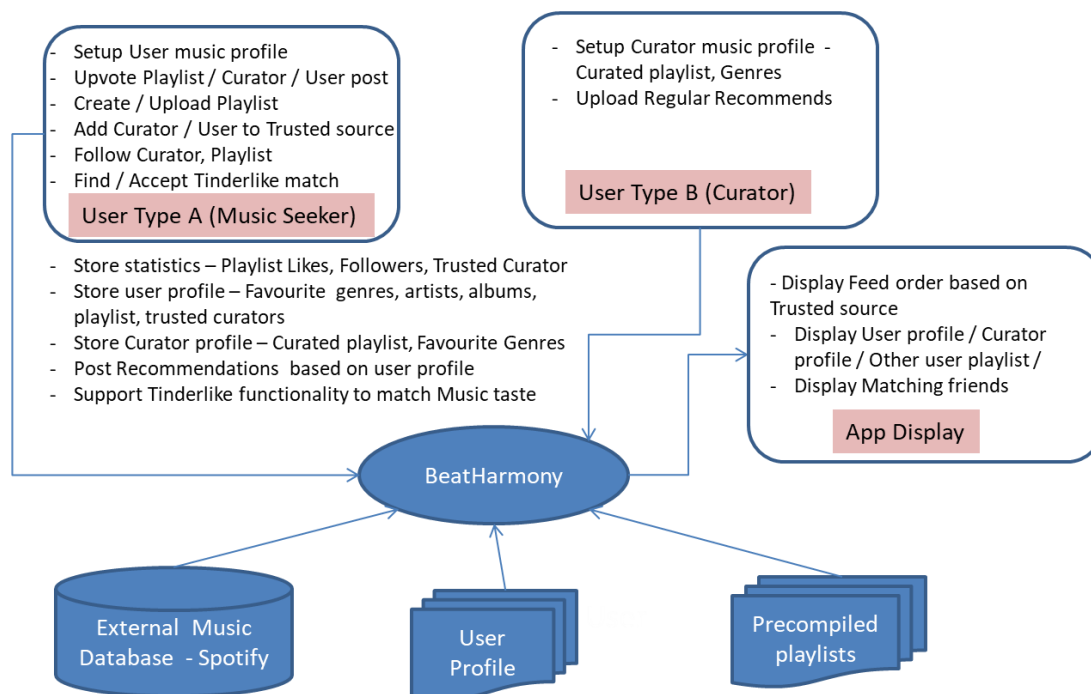 - Setup User music profile
- Upvote Playlist / Curator / User post
- Create / Upload Playlist
- Add Curator / User to Trusted source
- Follow Curator, Playlist
- Find / Accept Tinderlike match
User Type A (Music Seeker)
- Setup Curator music profile -
Curated playlist, Genres
- Upload Regular Recommends
User Type B (Curator)
- Store statistics – Playlist Likes, Followers, Trusted Curator
- Store user profile – Favourite genres, artists, albums,
playlist, trusted curators
- Store Curator profile – Curated playlist, Favourite Genres
- Post Recommendations based on user profile
- Support Tinderlike functionality to match Music taste
- Display Feed order based on
Trusted source
- Display User profile / Curator
profile / Other user playlist /
- Display Matching friends
App Display
BeatHarmony
External Music
Database - Spotify
User
Profile
Precompiled
playlists